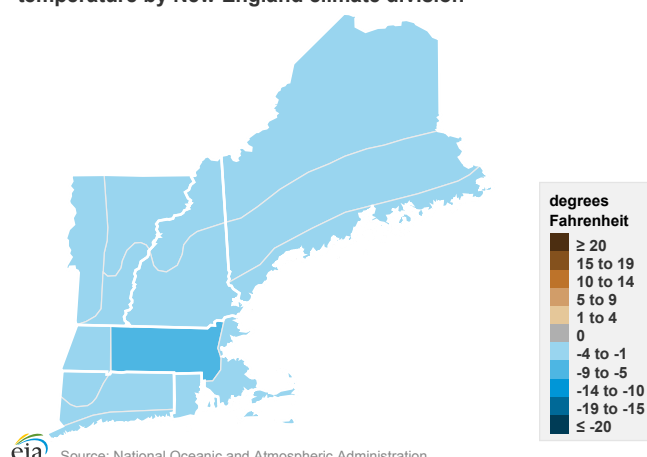 temperature by New England climate division
degrees
Fahrenheit
≥ 20
15 to 19
10 to 14
5 to 9
1 to 4
0
-4 to -1
-9 to -5
-14 to -10
-19 to -15
≤ -20
eia Source: National Oceanic and Atmospheric Administration